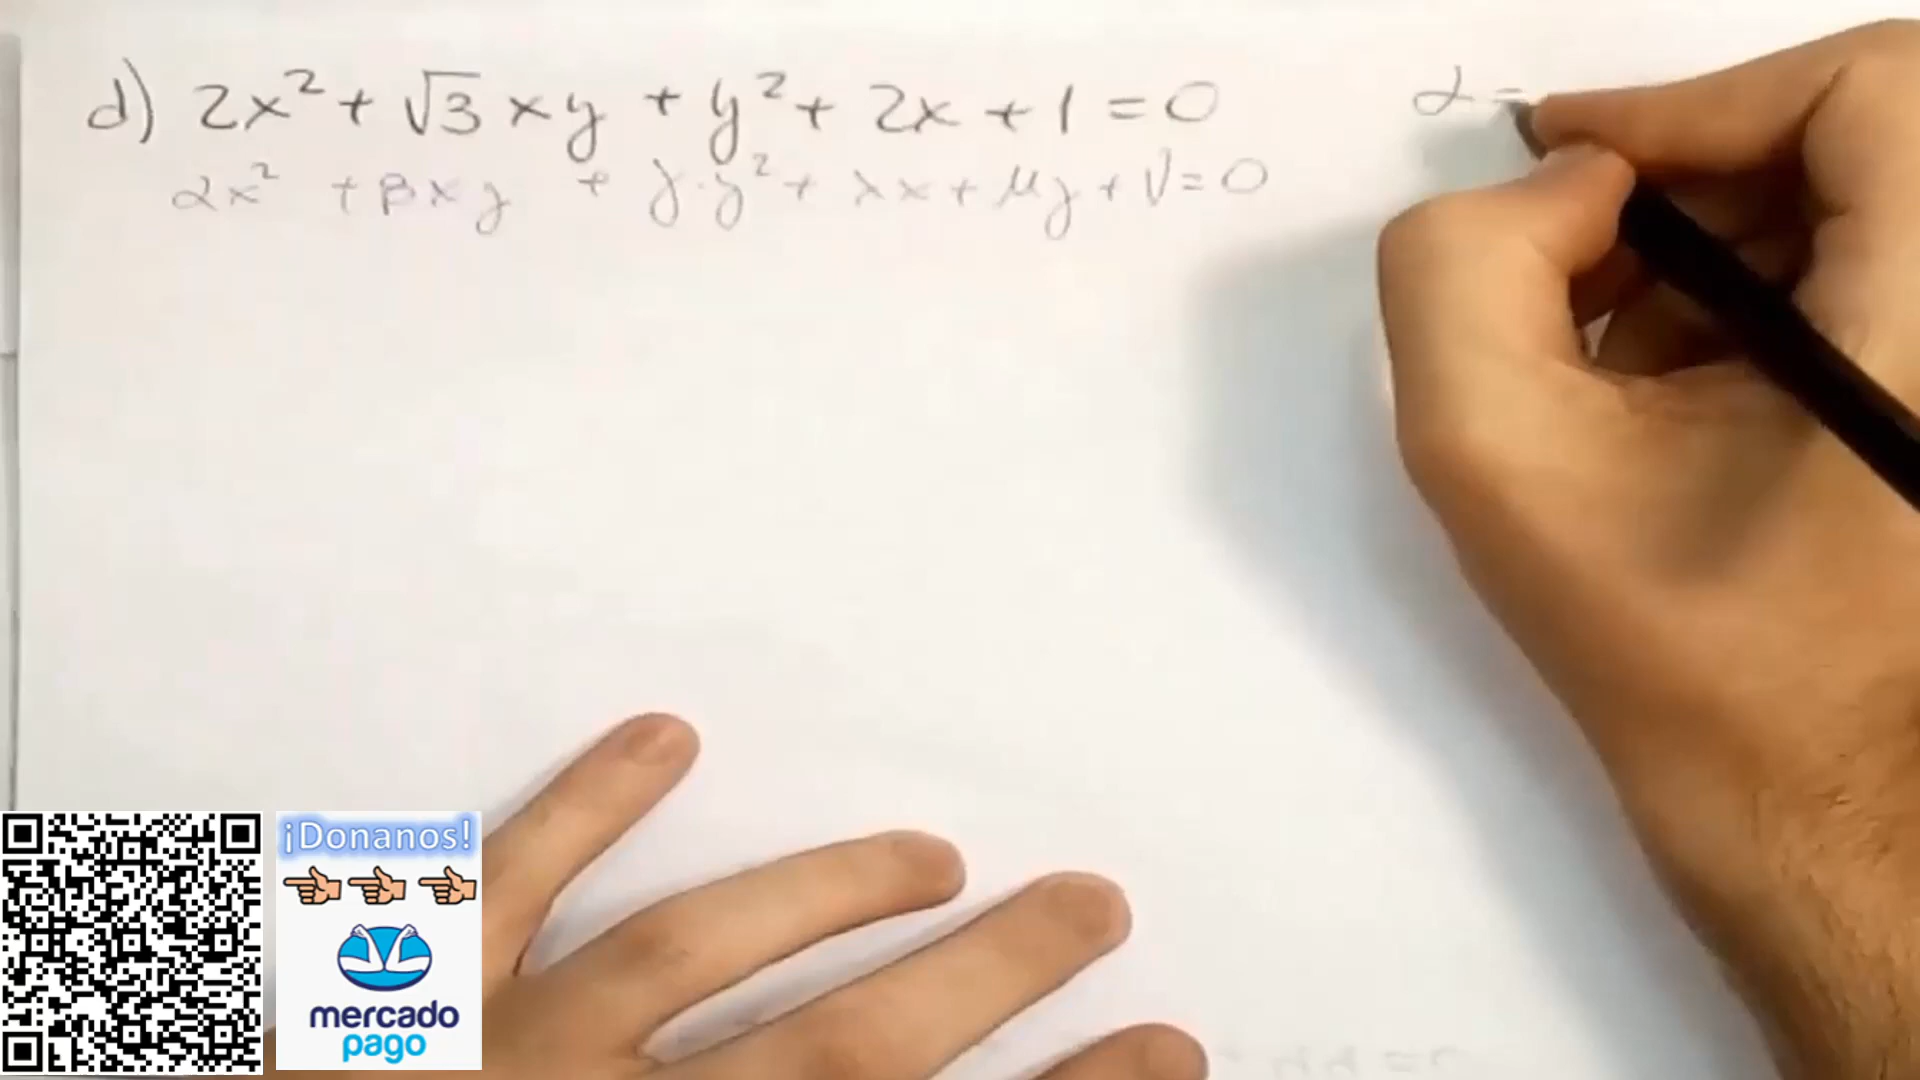 d) 2x² + √3 xy + y² + 2x + 1 = 0
αx² + βxy + γ·y² + λx + μy + ν = 0
α =
¡Donanos!
mercado
pago